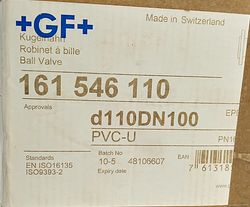 +GF+
Made in Switzerland
Kugelhahn
Robinet à bille
Ball Valve
161 546 110
Approvals
d110DN100
PVC-U
Standards
EN ISO16135
ISO9393-2
Batch No
10-5 48106607
Expiry date
EAN